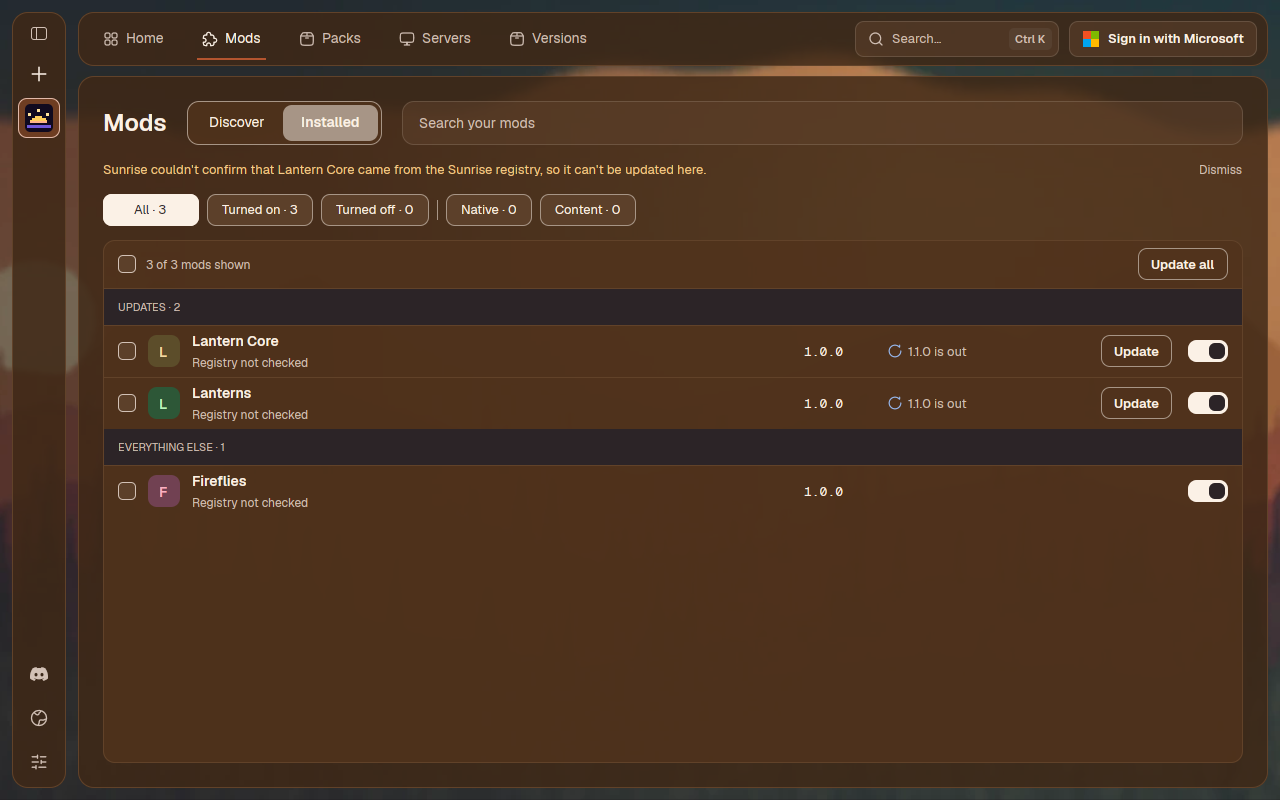 Home
Mods
Packs
Servers
Versions
Search...
Ctrl K
Sign in with Microsoft
Mods
Discover
Installed
Search your mods
Sunrise couldn't confirm that Lantern Core came from the Sunrise registry, so it can't be updated here.
Dismiss
All · 3
Turned on · 3
Turned off · 0
Native · 0
Content · 0
3 of 3 mods shown
Update all
UPDATES · 2
L
Lantern Core
Registry not checked
1.0.0
1.1.0 is out
Update
L
Lanterns
Registry not checked
1.0.0
1.1.0 is out
Update
EVERYTHING ELSE · 1
F
Fireflies
Registry not checked
1.0.0